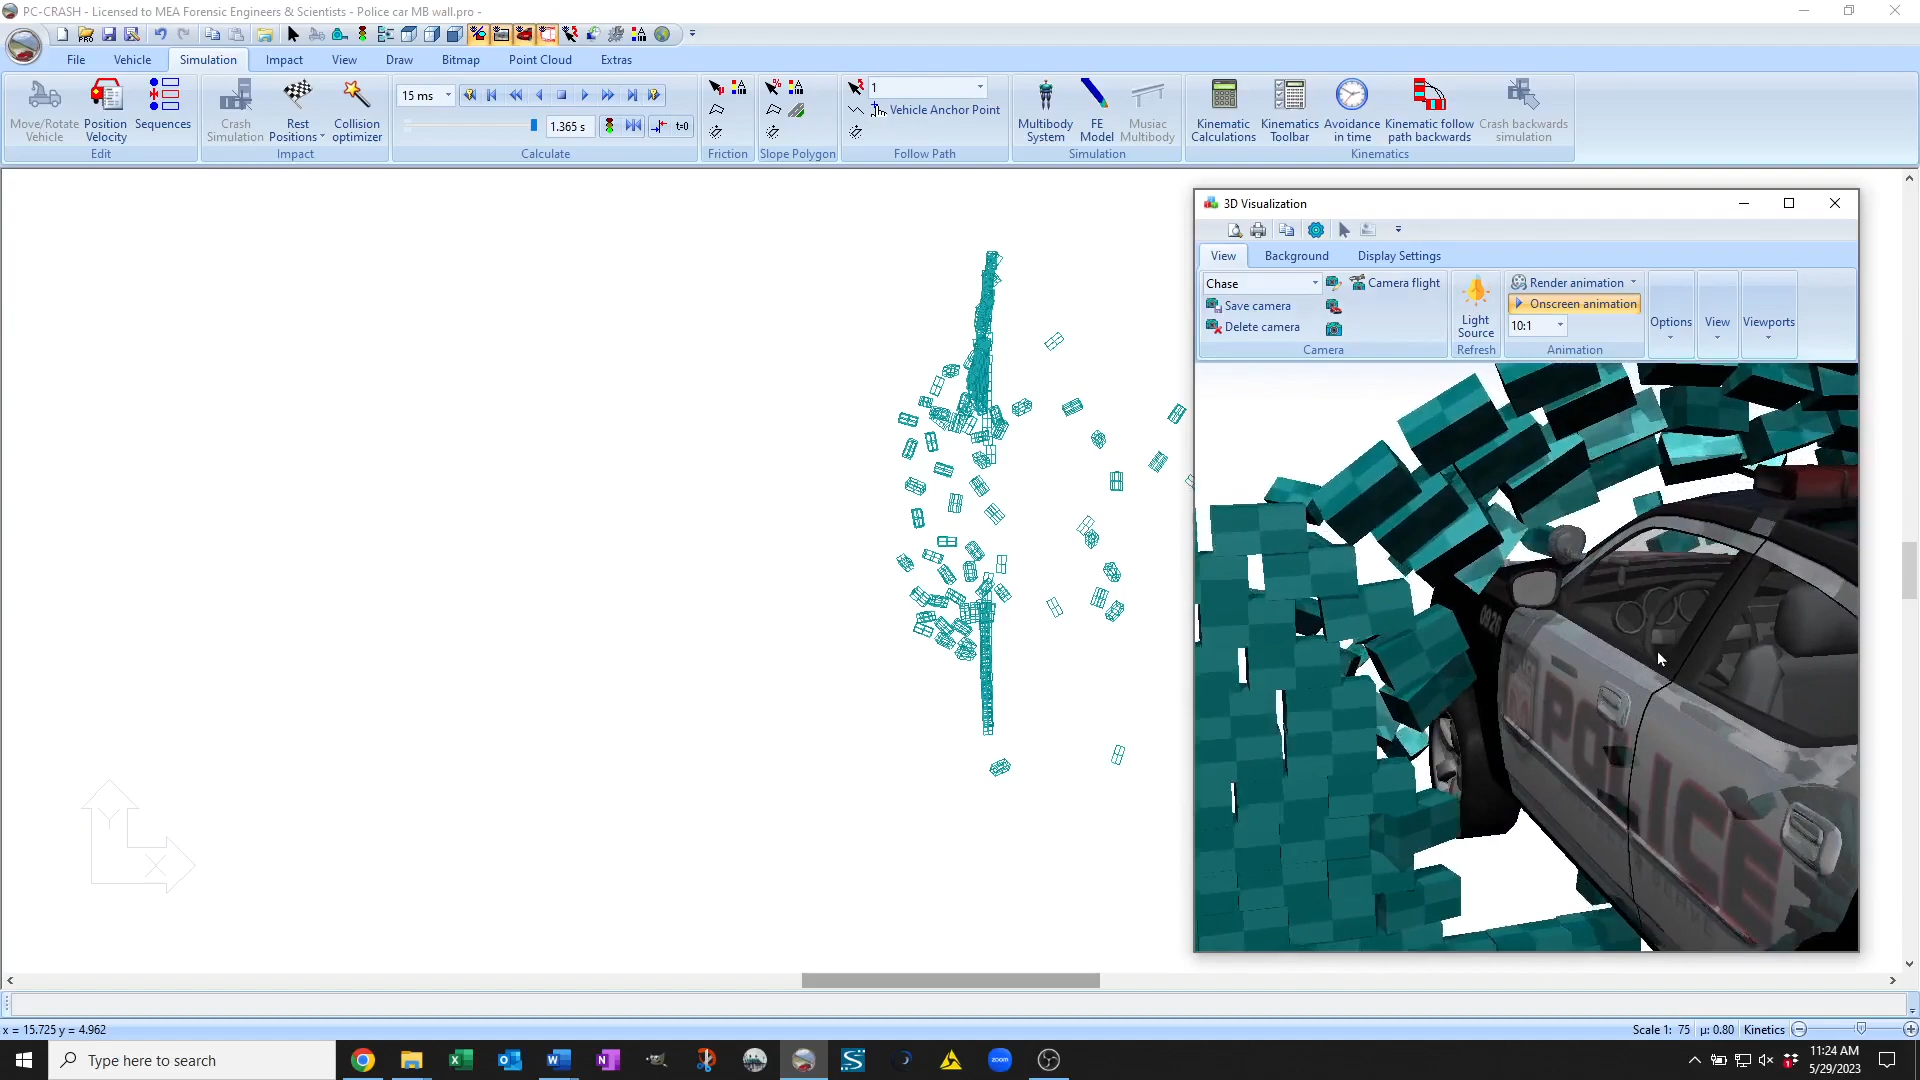 PC-CRASH - Licensed to MEA Forensic Engineers & Scientists - Police car MB wall.pro -
File Vehicle Simulation Impact View Draw Bitmap Point Cloud Extras
Move/Rotate Vehicle
Position Velocity
Sequences
Edit
Crash Simulation
Rest Positions
Collision optimizer
Impact
15 ms
1.365 s
t=0
Calculate
Friction
Slope Polygon
1
Vehicle Anchor Point
Follow Path
Multibody System
FE Model
Musiac Multibody
Simulation
Kinematic Calculations
Kinematics Toolbar
Avoidance in time
Kinematic follow path backwards
Crash backwards simulation
Kinematics
3D Visualization
View Background Display Settings
Chase
Camera flight
Save camera
Delete camera
Camera
Light Source
Refresh
Render animation
Onscreen animation
10:1
Animation
Options
View
Viewports
0926
POLICE
Y
X
x = 15.725 y = 4.962
Scale 1: 75 µ: 0.80 Kinetics
Type here to search
zoom
11:24 AM
5/29/2023